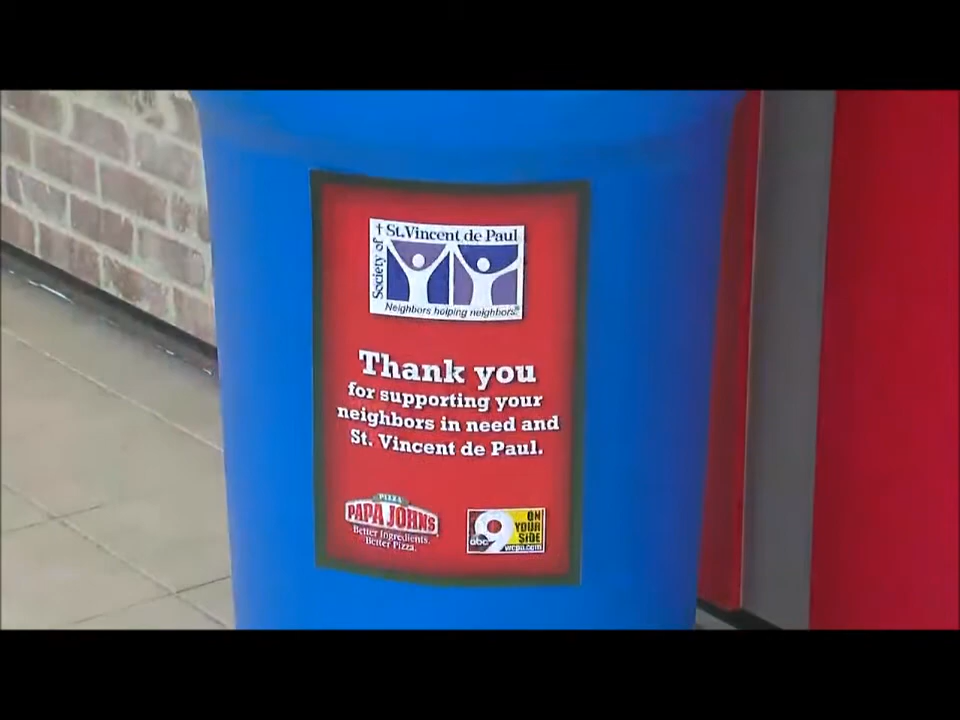 † St. Vincent de Paul
Society of
Neighbors helping neighbors®
Thank you
for supporting your
neighbors in need and
St. Vincent de Paul.
PIZZA
PAPA JOHNS
Better Ingredients.
Better Pizza.
abc 9 ON
YOUR
SIDE
wcpo.com